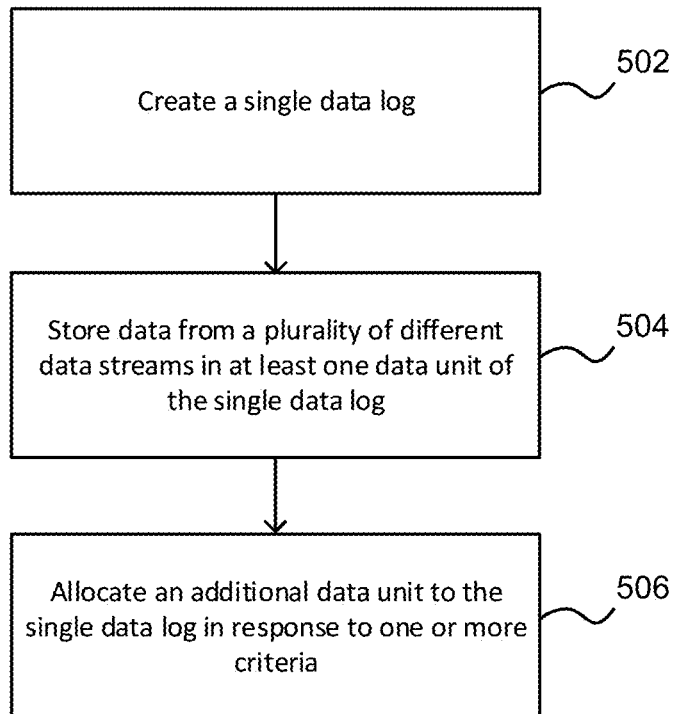 Create a single data log
502
Store data from a plurality of different
data streams in at least one data unit of
the single data log
504
Allocate an additional data unit to the
single data log in response to one or more
criteria
506